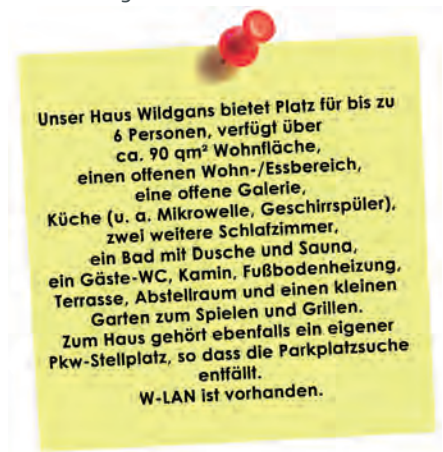 Unser Haus Wildgans bietet Platz für bis zu
6 Personen, verfügt über
ca. 90 qm² Wohnfläche,
einen offenen Wohn-/Essbereich,
eine offene Galerie,
Küche (u. a. Mikrowelle, Geschirrspüler),
zwei weitere Schlafzimmer,
ein Bad mit Dusche und Sauna,
ein Gäste-WC, Kamin, Fußbodenheizung,
Terrasse, Abstellraum und einen kleinen
Garten zum Spielen und Grillen.
Zum Haus gehört ebenfalls ein eigener
Pkw-Stellplatz, so dass die Parkplatzsuche
entfällt.
W-LAN ist vorhanden.